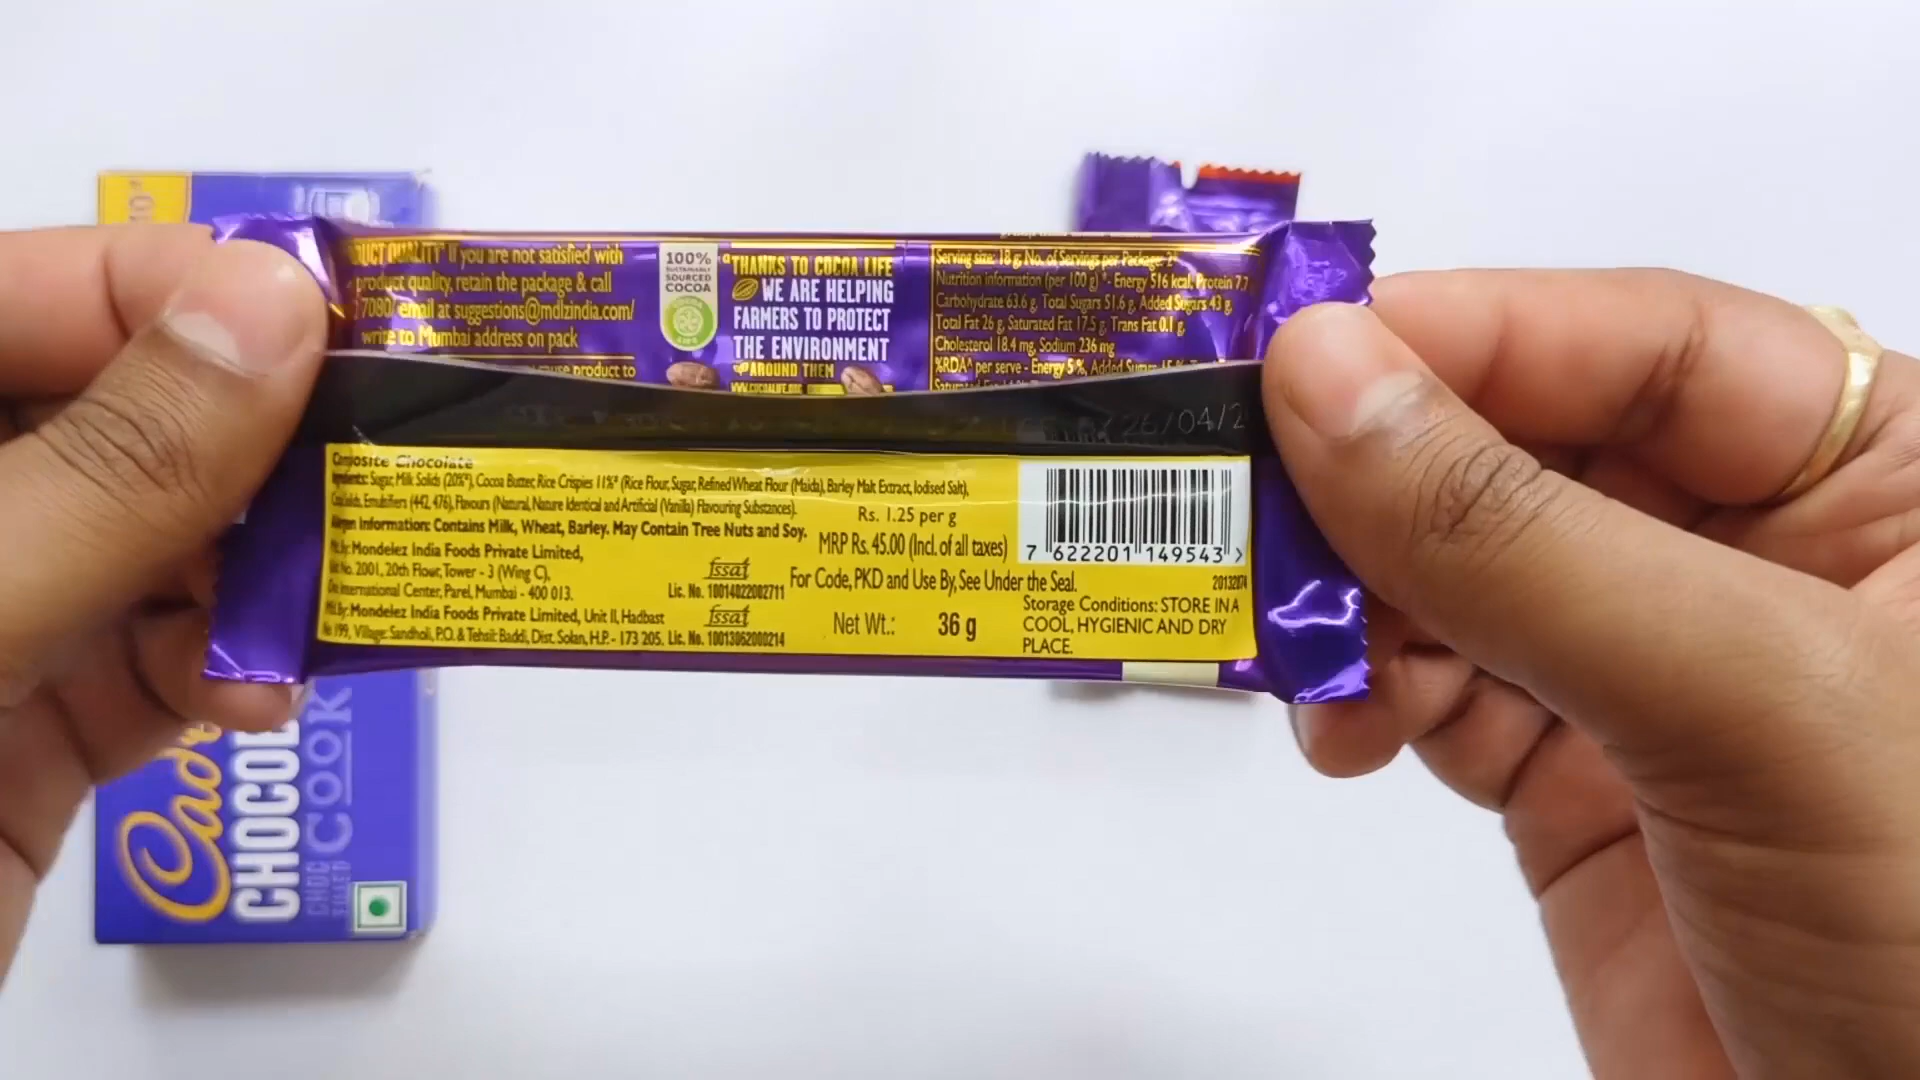 UCT QUALITY" If you are not satisfied with
product quality, retain the package & call
7080/ email at suggestions@mdlzindia.com/
write to Mumbai address on pack
product to
100%
SUSTAINABLY
SOURCED
COCOA
"THANKS TO COCOA LIFE
WE ARE HELPING
FARMERS TO PROTECT
THE ENVIRONMENT
AROUND THEM
WWW.COCOALIFE.ORG
Serving size: 18 g, No. of Servings per Package: 2
Nutrition information (per 100 g) - Energy 516 kcal, Protein 7.7
Carbohydrate 63.6 g, Total Sugars 51.6 g, Added Sugars 43 g,
Total Fat 26 g, Saturated Fat 17.5 g, Trans Fat 0.1 g,
Cholesterol 18.4 mg, Sodium 236 mg
%RDA^ per serve - Energy 5 %, Added
26/04/2
Composite Chocolate
Sugar, Milk Solids (20%*), Cocoa Butter, Rice Crispies 11%* (Rice Flour, Sugar, Refined Wheat Flour (Maida), Barley Malt Extract, Iodised Salt),
Emulsifiers (442, 476), Flavours (Natural, Nature Identical and Artificial (Vanilla) Flavouring Substances).
Information: Contains Milk, Wheat, Barley. May Contain Tree Nuts and Soy.
Mondelez India Foods Private Limited,
No. 2001, 20th Floor, Tower - 3 (Wing C),
International Center, Parel, Mumbai - 400 013.
Mondelez India Foods Private Limited, Unit II, Hadbast
199, Village: Sandholi, P.O. & Tehsil: Baddi, Dist. Solan, H.P. - 173 205.
fssai
Lic. No. 10014022002711
fssai
Lic. No. 10013062000214
Rs. 1.25 per g
MRP Rs. 45.00 (Incl. of all taxes)
For Code, PKD and Use By, See Under the Seal.
Net Wt.: 36 g
7 622201 149543 >
Storage Conditions: STORE IN A
COOL, HYGIENIC AND DRY
PLACE.
CHOCO
COOK